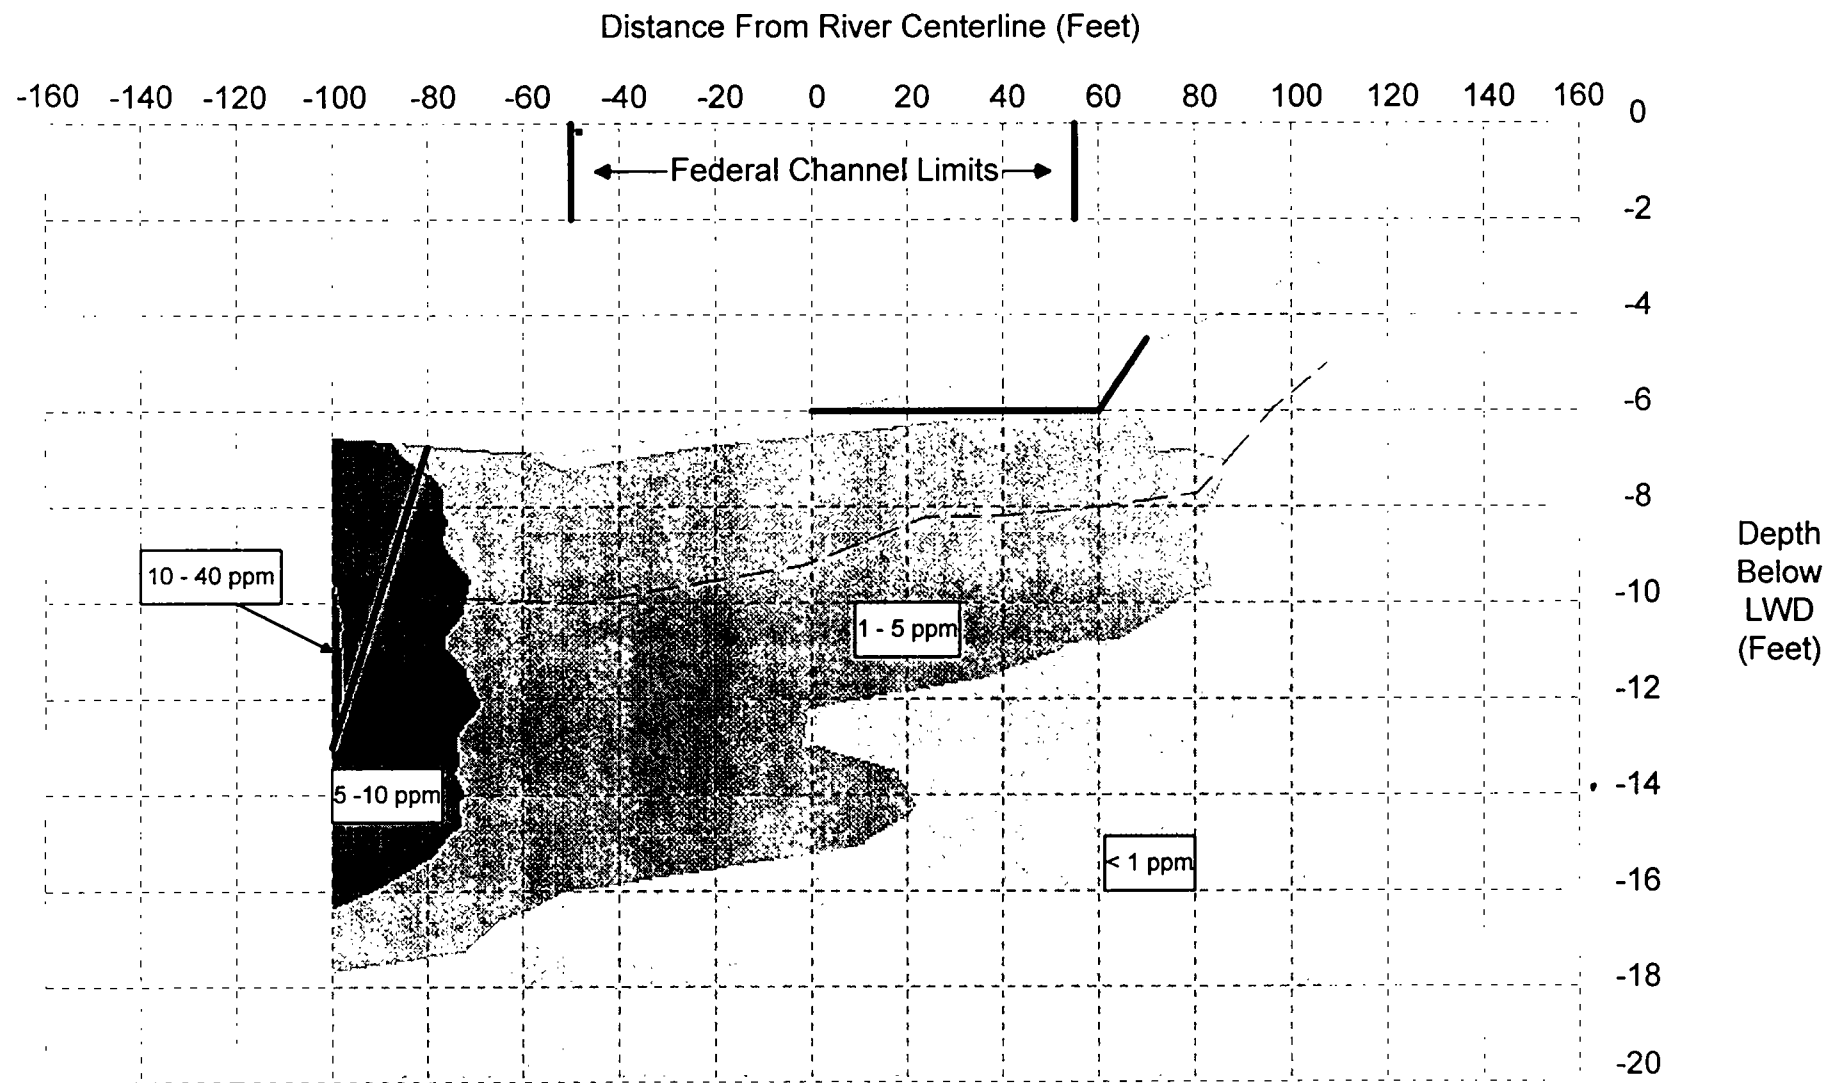 Distance From River Centerline (Feet)
-160 -140 -120 -100 -80 -60 -40 -20 0 20 40 60 80 100 120 140 160
0
Federal Channel Limits
-2
-4
-6
-8
Depth
Below
LWD
(Feet)
10 - 40 ppm
-10
1 - 5 ppm
-12
5 -10 ppm
-14
< 1 ppm
-16
-18
-20